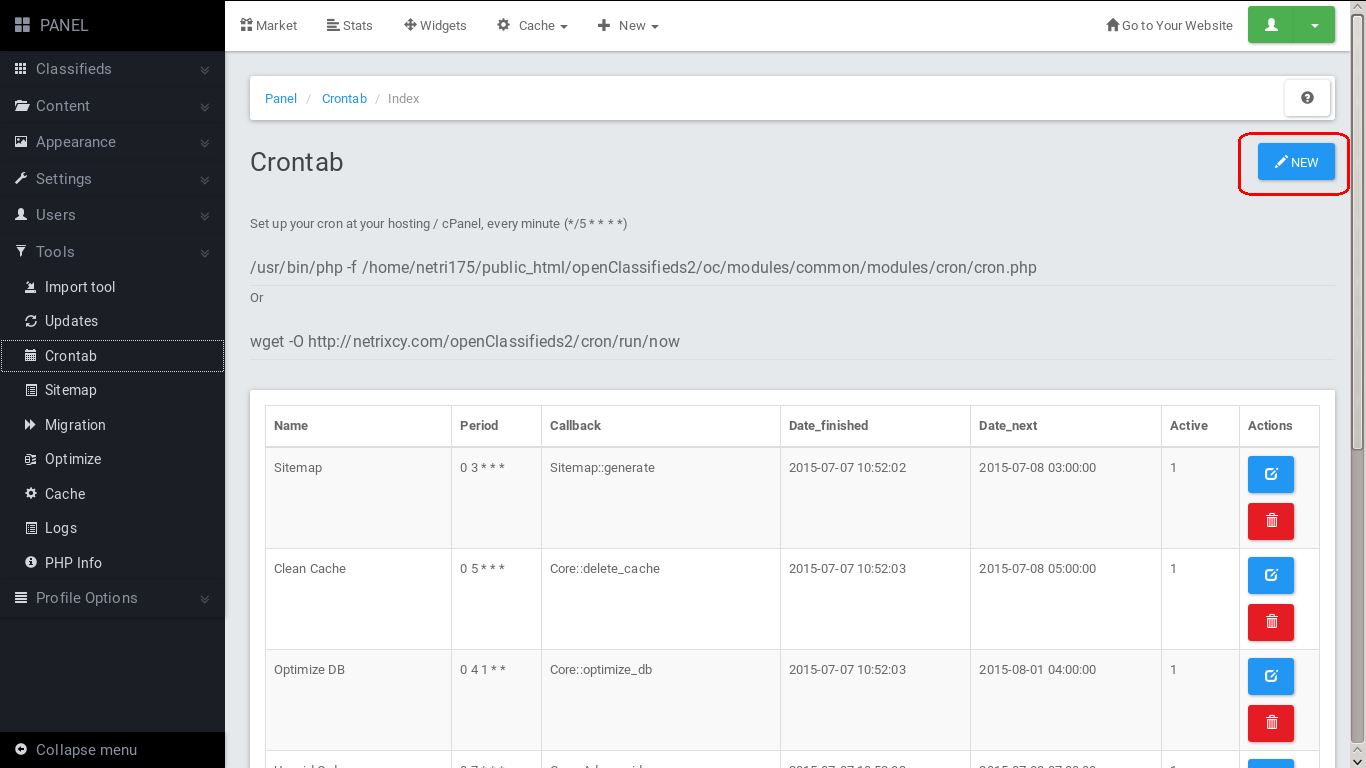 PANEL
Market Stats Widgets Cache New Go to Your Website
Classifieds
Content
Appearance
Settings
Users
Tools
Import tool
Updates
Crontab
Sitemap
Migration
Optimize
Cache
Logs
PHP Info
Profile Options
Collapse menu
Panel / Crontab / Index
Crontab
NEW
Set up your cron at your hosting / cPanel, every minute (*/5 * * * *)
/usr/bin/php -f /home/netri175/public_html/openClassifieds2/oc/modules/common/modules/cron/cron.php
Or
wget -O http://netrixcy.com/openClassifieds2/cron/run/now
Name Period Callback Date_finished Date_next Active Actions
Sitemap 0 3 * * * Sitemap::generate 2015-07-07 10:52:02 2015-07-08 03:00:00 1
Clean Cache 0 5 * * * Core::delete_cache 2015-07-07 10:52:03 2015-07-08 05:00:00 1
Optimize DB 0 4 1 * * Core::optimize_db 2015-07-07 10:52:03 2015-08-01 04:00:00 1